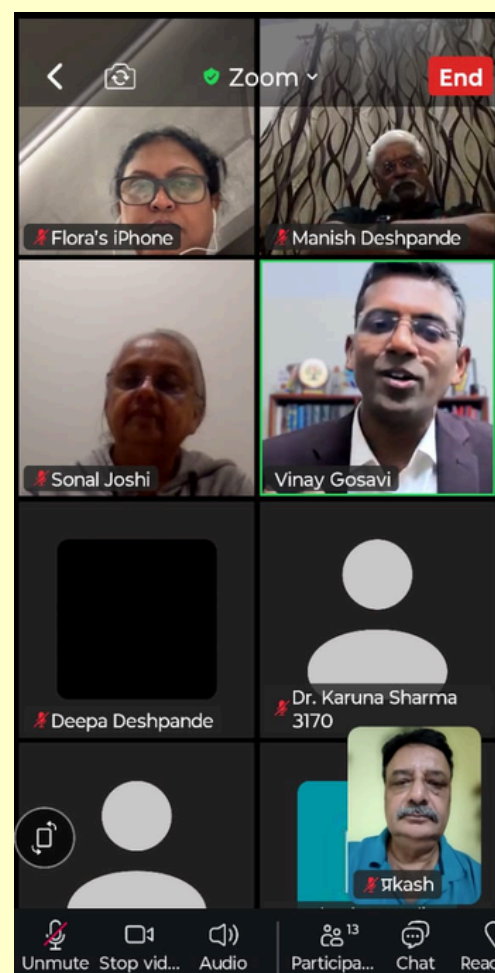 Zoom
End
Flora's iPhone
Manish Deshpande
Sonal Joshi
Vinay Gosavi
Deepa Deshpande
Dr. Karuna Sharma
3170
प्रkash
13
Unmute
Stop vid...
Audio
Participa...
Chat